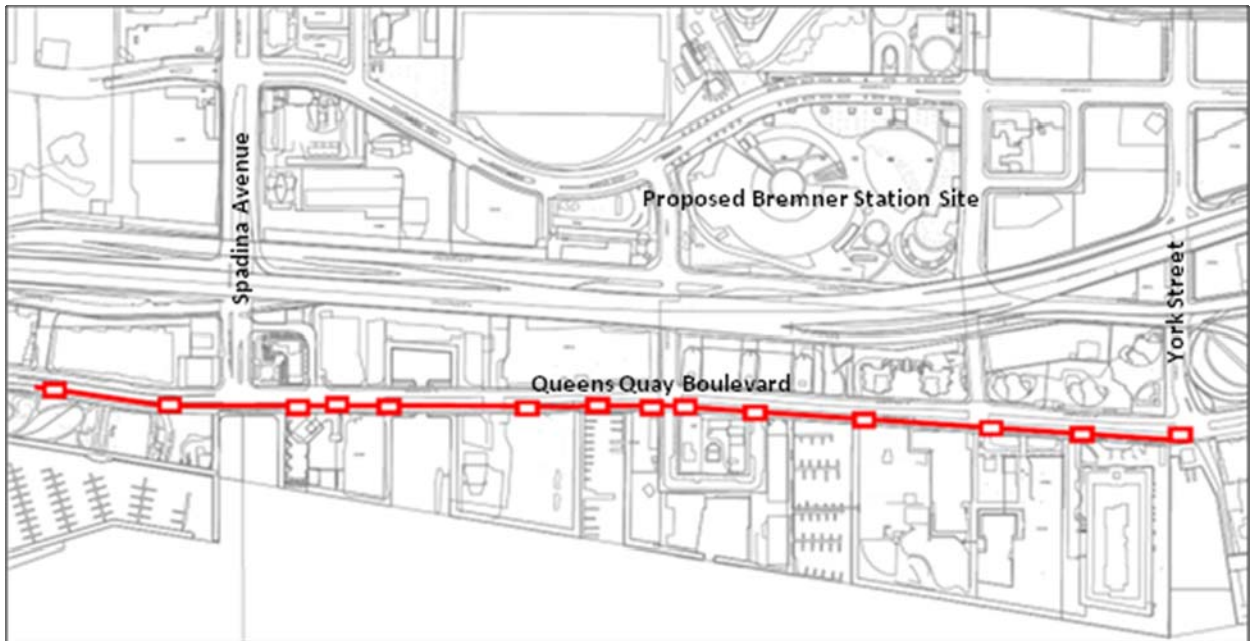 Spadina Avenue
Proposed Bremner Station Site
York Street
Queens Quay Boulevard